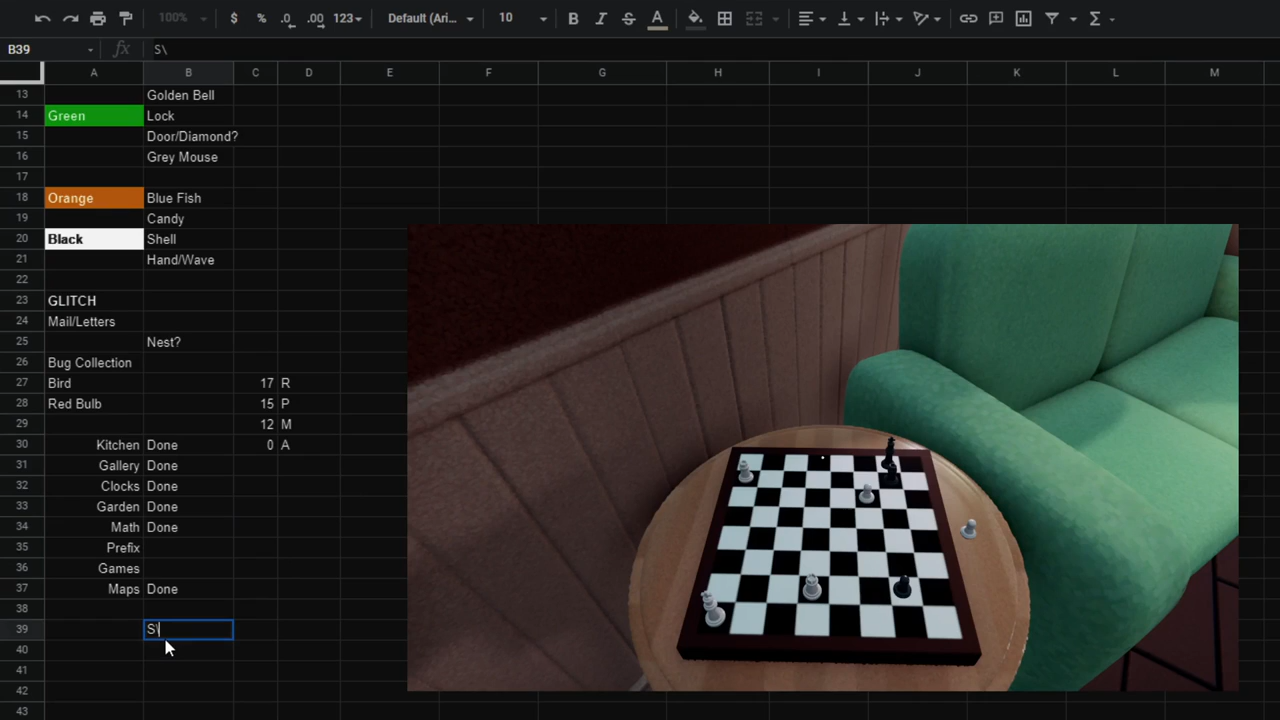 100% $ % .0 .00 123 Default (Ari... 10 B I S A Σ
B39 fx S\
A B C D E F G H I J K L M
13 Golden Bell
14 Green Lock
15 Door/Diamond?
16 Grey Mouse
17
18 Orange Blue Fish
19 Candy
20 Black Shell
21 Hand/Wave
22
23 GLITCH
24 Mail/Letters
25 Nest?
26 Bug Collection
27 Bird 17 R
28 Red Bulb 15 P
29 12 M
30 Kitchen Done 0 A
31 Gallery Done
32 Clocks Done
33 Garden Done
34 Math Done
35 Prefix
36 Games
37 Maps Done
38
39 S\
40
41
42
43